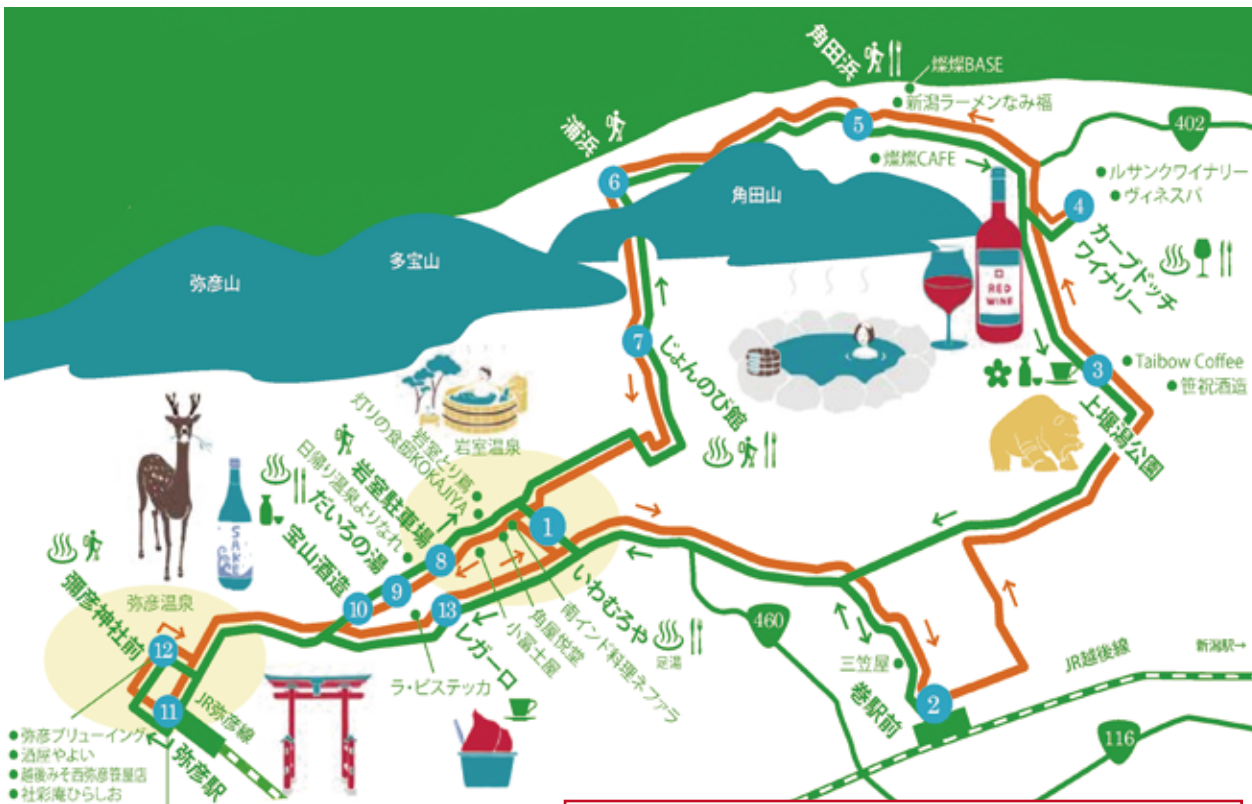 角田浜
燦燦BASE
新潟ラーメンなみ福
5
402
浦浜
燦燦CAFE
ルサンクワイナリー
ヴィネスパ
6
角田山
4
カーブドッチ
ワイナリー
多宝山
弥彦山
RED
WINE
7
じょんのび館
3
Taibow Coffee
笹祝酒造
上堰潟公園
岩室温泉
岩室とり蔦
灯りの食邸KOKAJIYA
岩室駐車場
日帰り温泉よりなれ
だいろの湯
宝山酒造
SAKE
1
8
9
10
13
いわむろや
足湯
南インド料理ネファラ
角屋悦堂
小冨士屋
レガーロ
ラ・ビステッカ
460
三笠屋
巻駅前
2
JR越後線
新潟駅→
116
弥彦温泉
彌彦神社前
12
11
JR弥彦線
弥彦駅
弥彦ブリューイング
酒屋やよい
越後みそ西弥彦笹屋店
社彩庵ひらしお